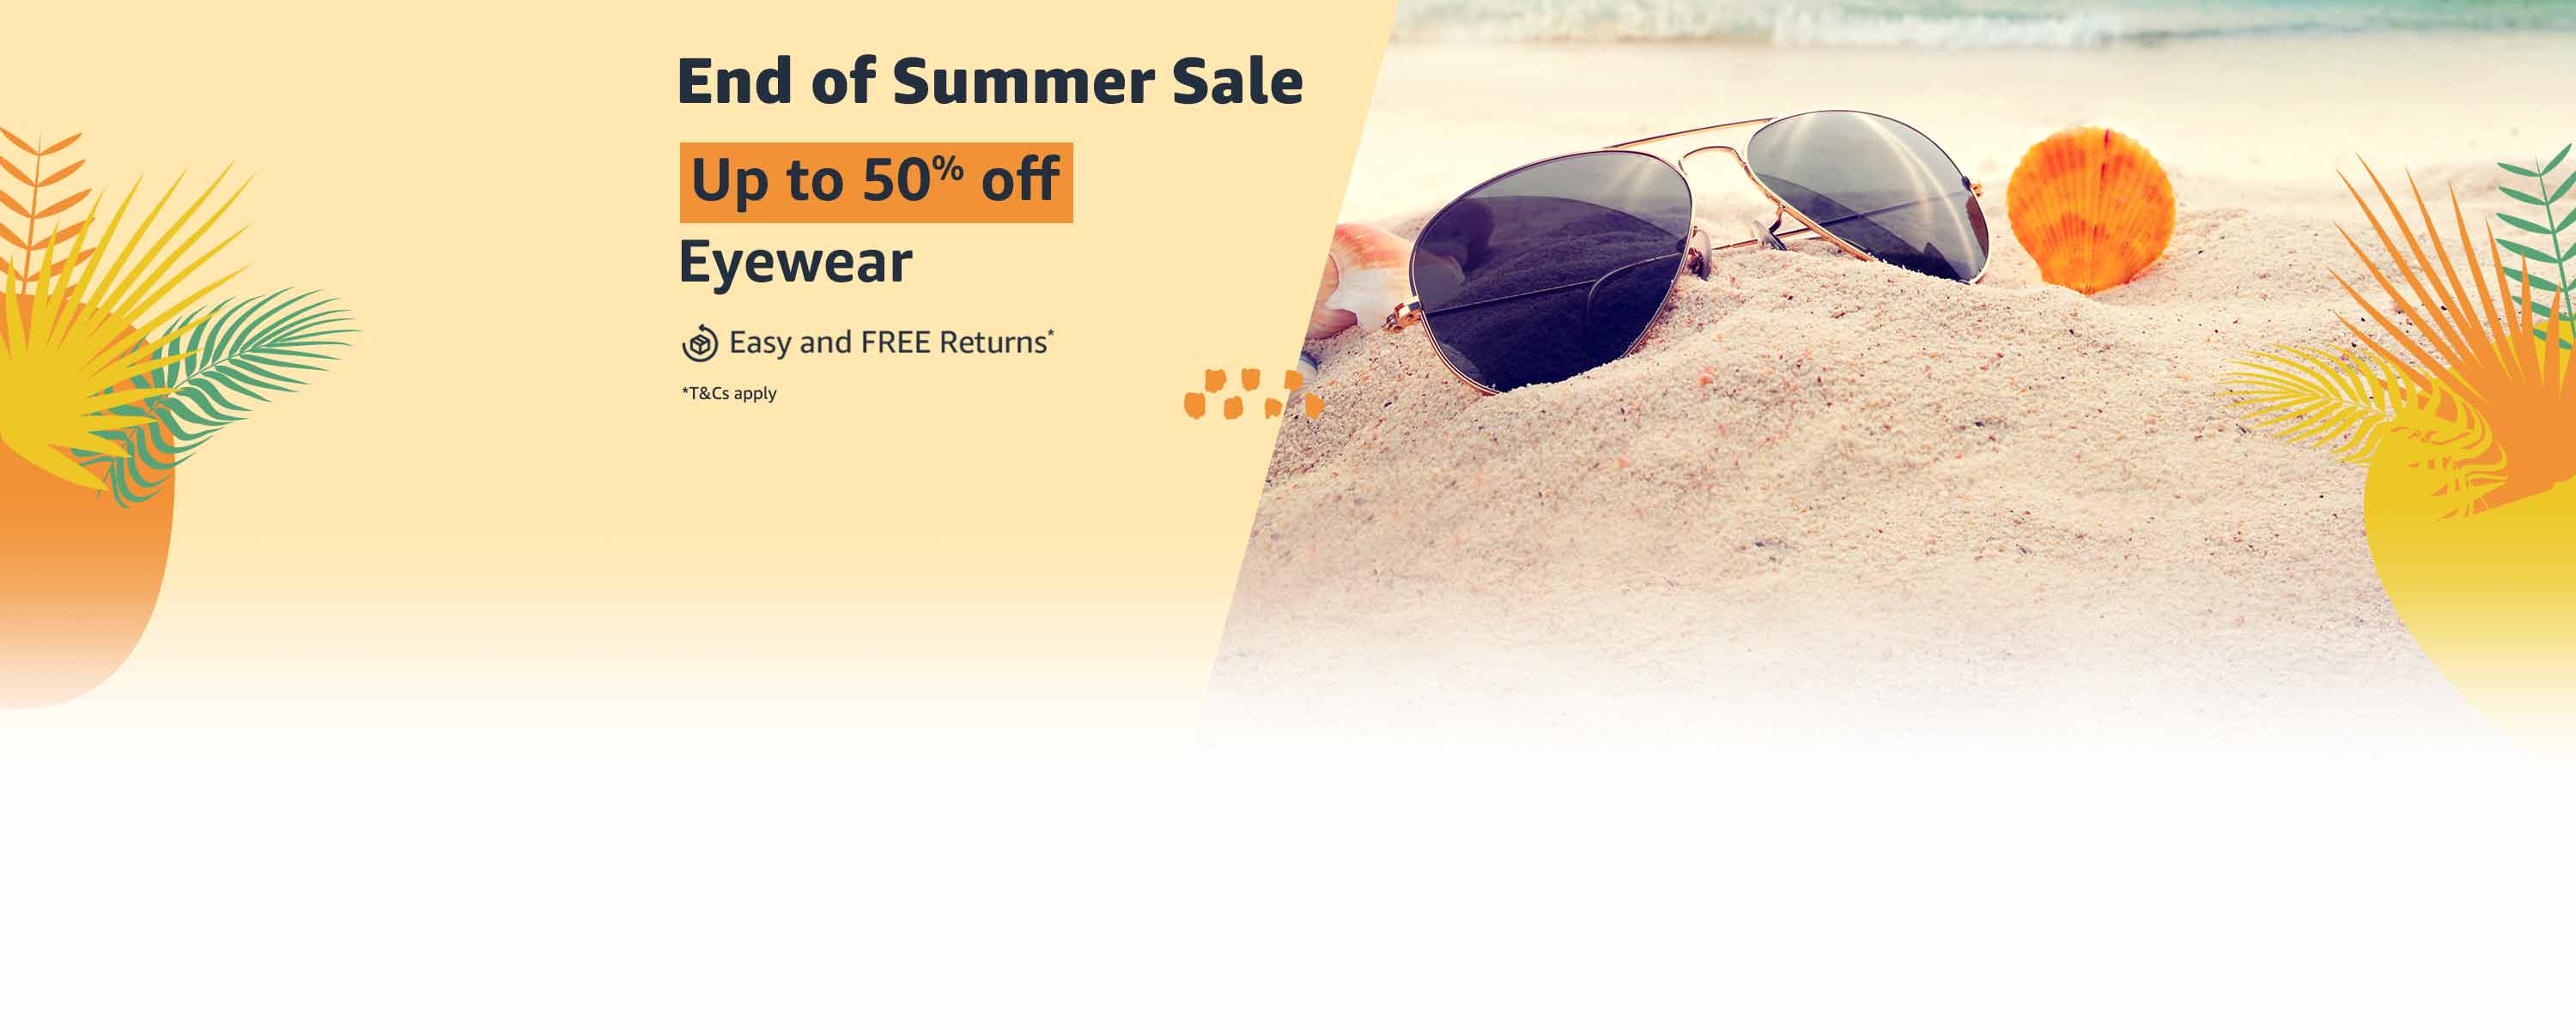 End of Summer Sale
Up to 50% off
Eyewear
Easy and FREE Returns*
*T&Cs apply